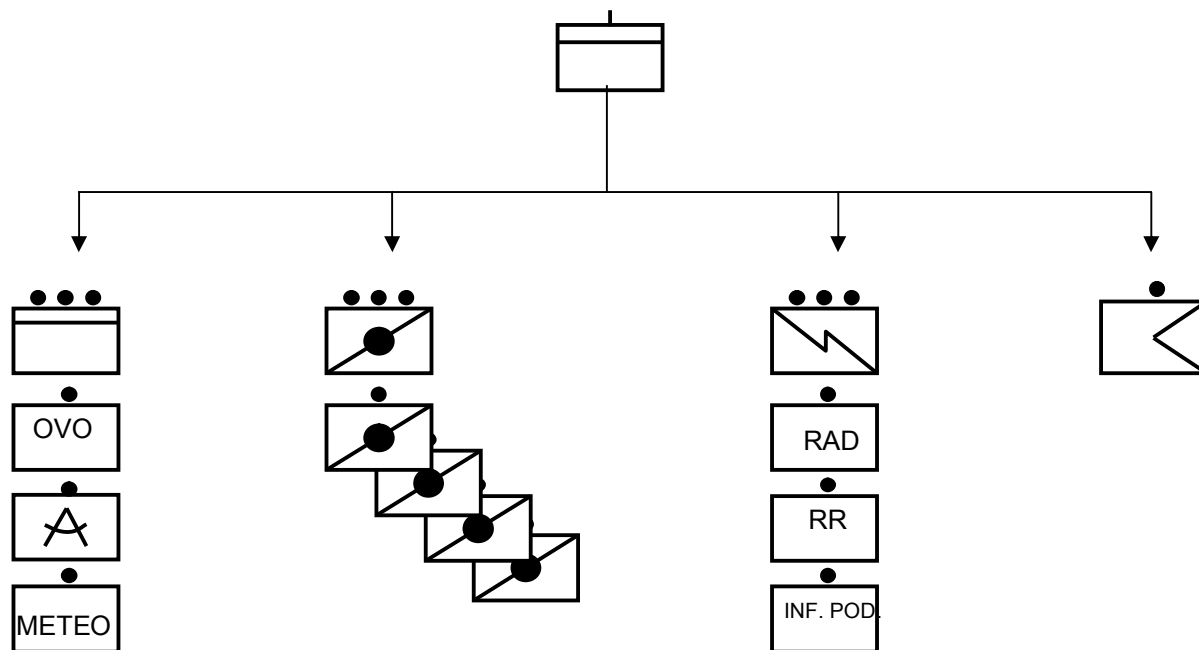 OVO
METEO
RAD
RR
INF. POD.